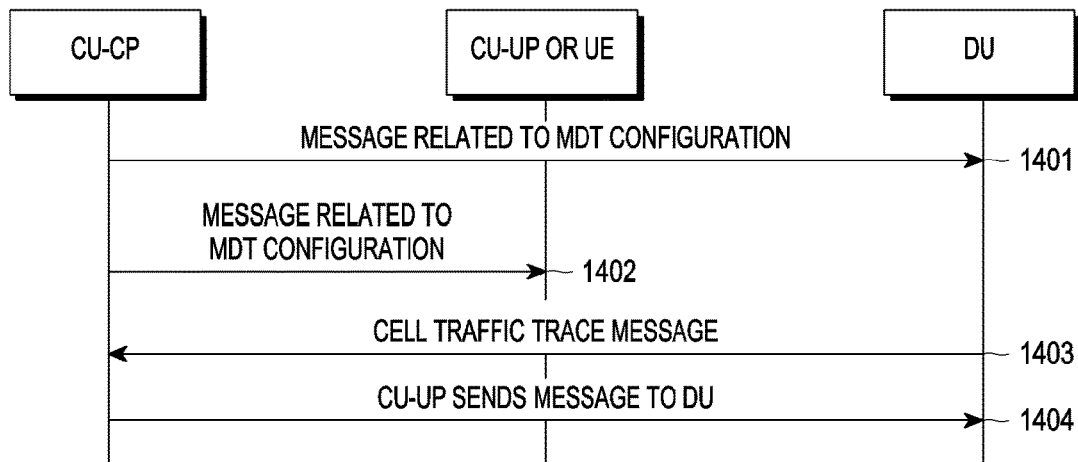 CU-CP
CU-UP OR UE
DU
MESSAGE RELATED TO MDT CONFIGURATION
1401
MESSAGE RELATED TO
MDT CONFIGURATION
1402
CELL TRAFFIC TRACE MESSAGE
1403
CU-UP SENDS MESSAGE TO DU
1404